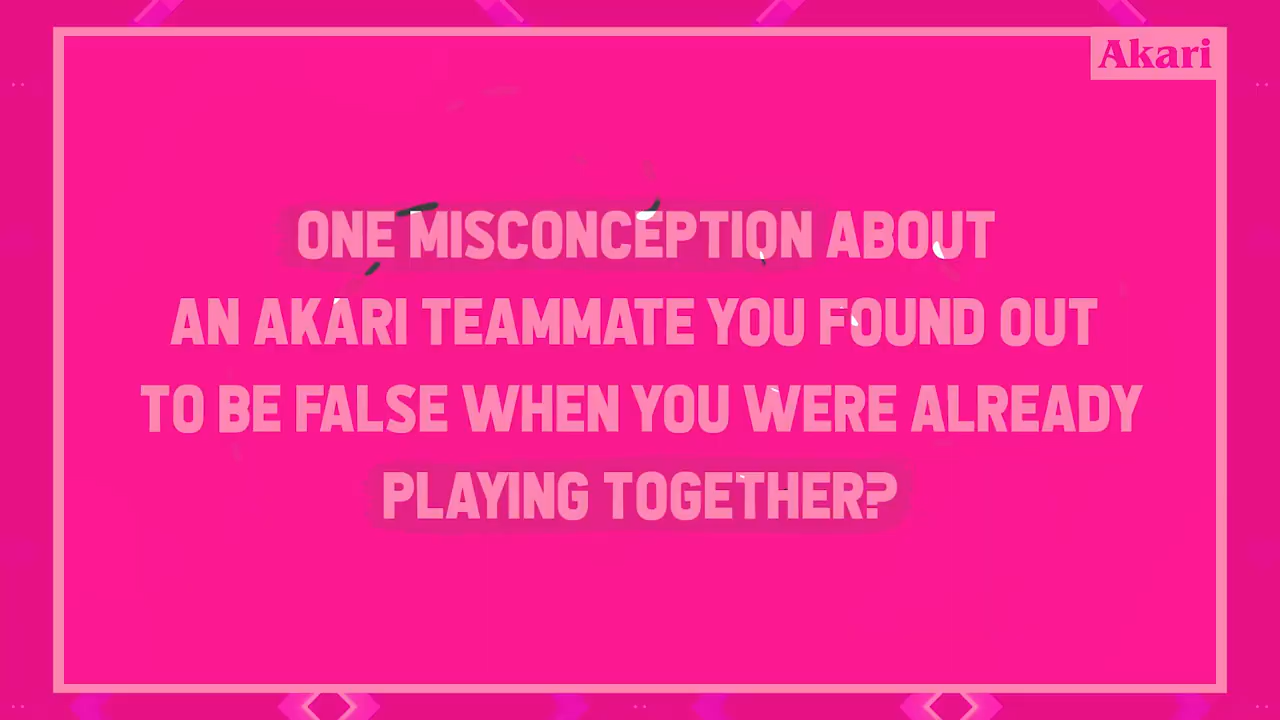 Akari
ONE MISCONCEPTION ABOUT
AN AKARI TEAMMATE YOU FOUND OUT
TO BE FALSE WHEN YOU WERE ALREADY
PLAYING TOGETHER?